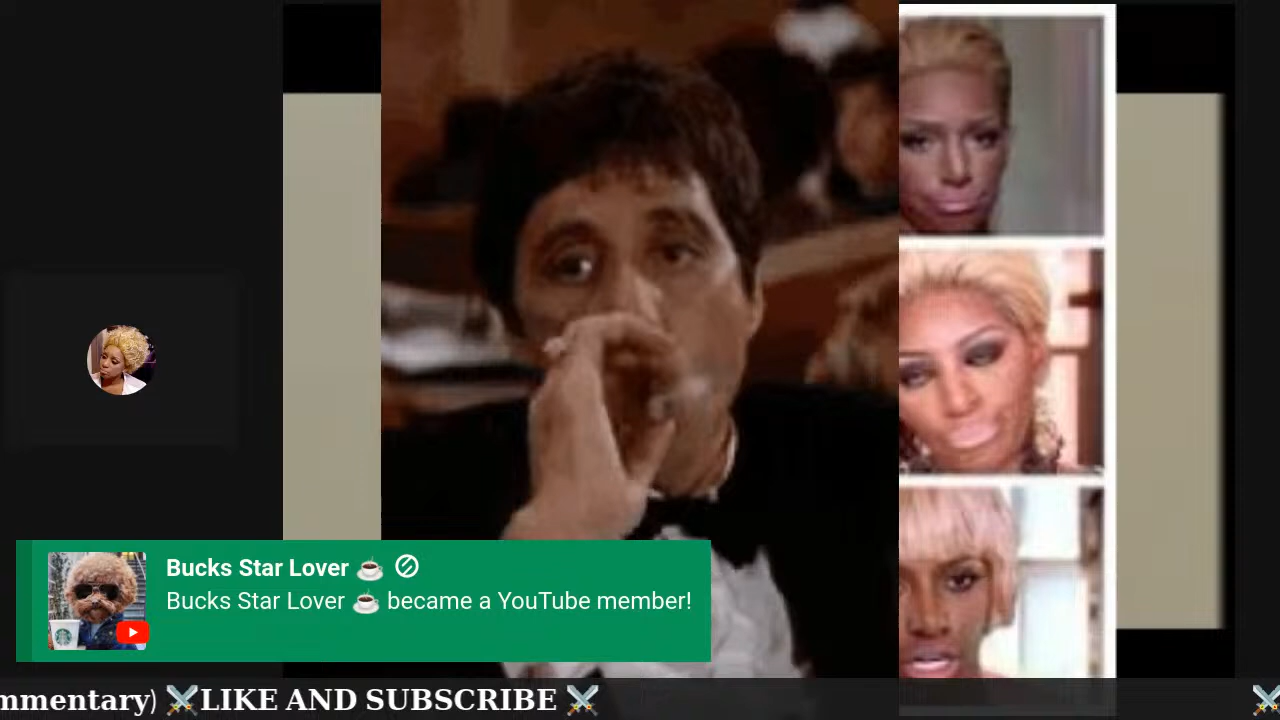 Bucks Star Lover ☕
Bucks Star Lover ☕ became a YouTube member!
mmentary) ⚔️LIKE AND SUBSCRIBE ⚔️